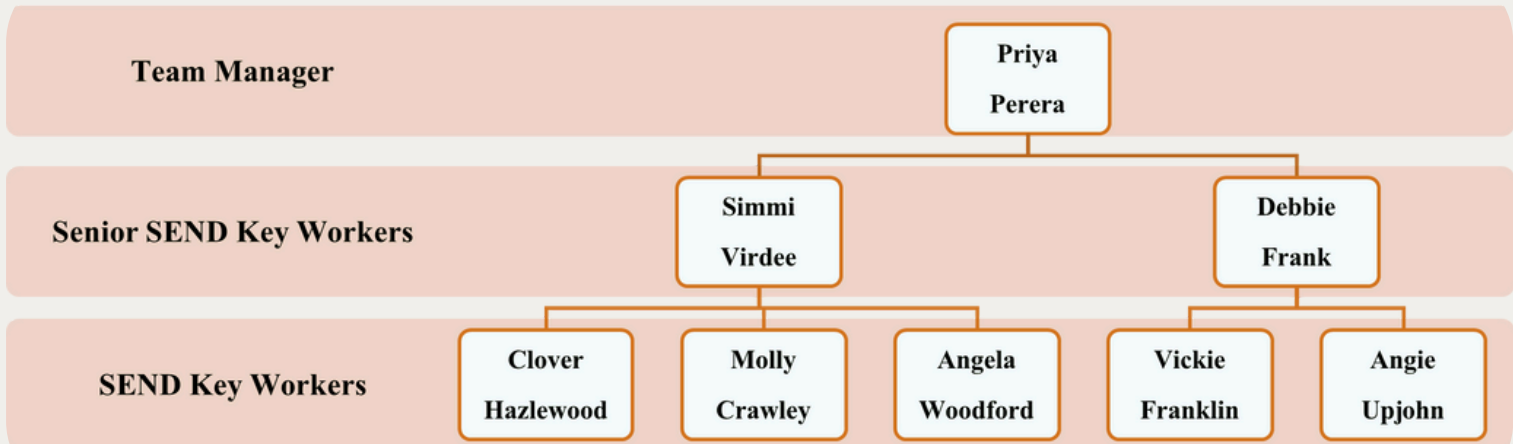 Team Manager
Priya
Perera
Senior SEND Key Workers
Simmi
Virdee
Debbie
Frank
SEND Key Workers
Clover
Hazlewood
Molly
Crawley
Angela
Woodford
Vickie
Franklin
Angie
Upjohn